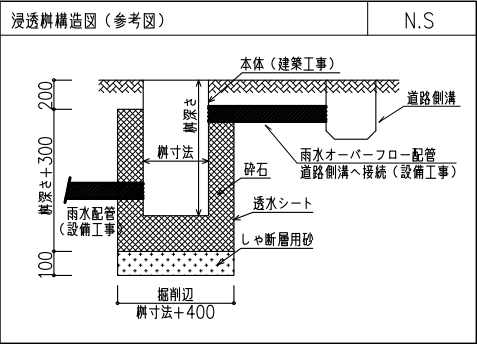 浸透桝構造図（参考図）
N.S
本体（建築工事）
200
道路側溝
桝深さ
桝寸法
雨水オーバーフロー配管
道路側溝へ接続（設備工事）
桝深さ+300
砕石
透水シート
雨水配管
（設備工事）
しゃ断層用砂
100
掘削辺
桝寸法+400